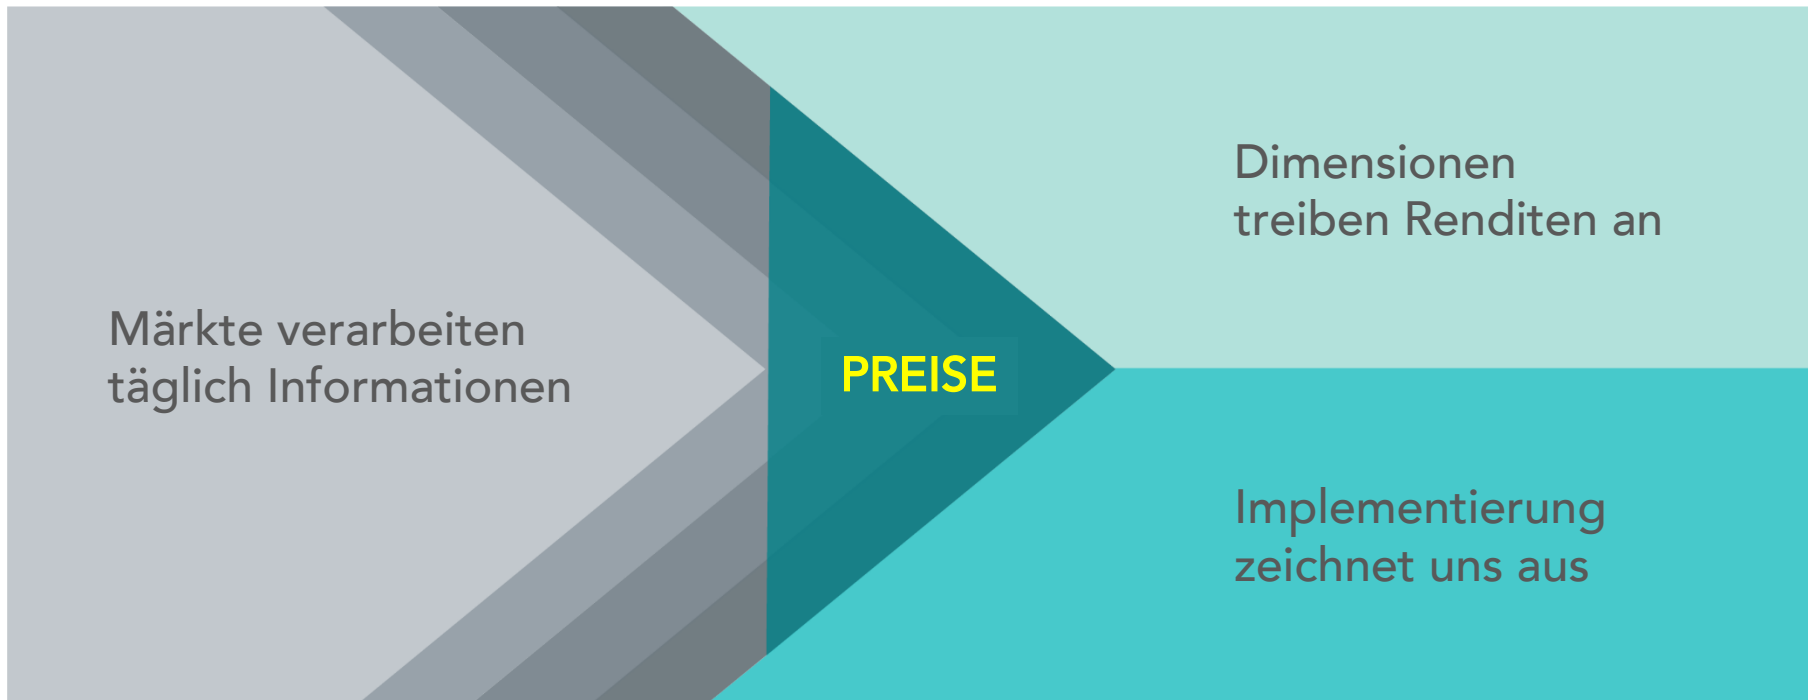 Märkte verarbeiten
täglich Informationen
PREISE
Dimensionen
treiben Renditen an
Implementierung
zeichnet uns aus